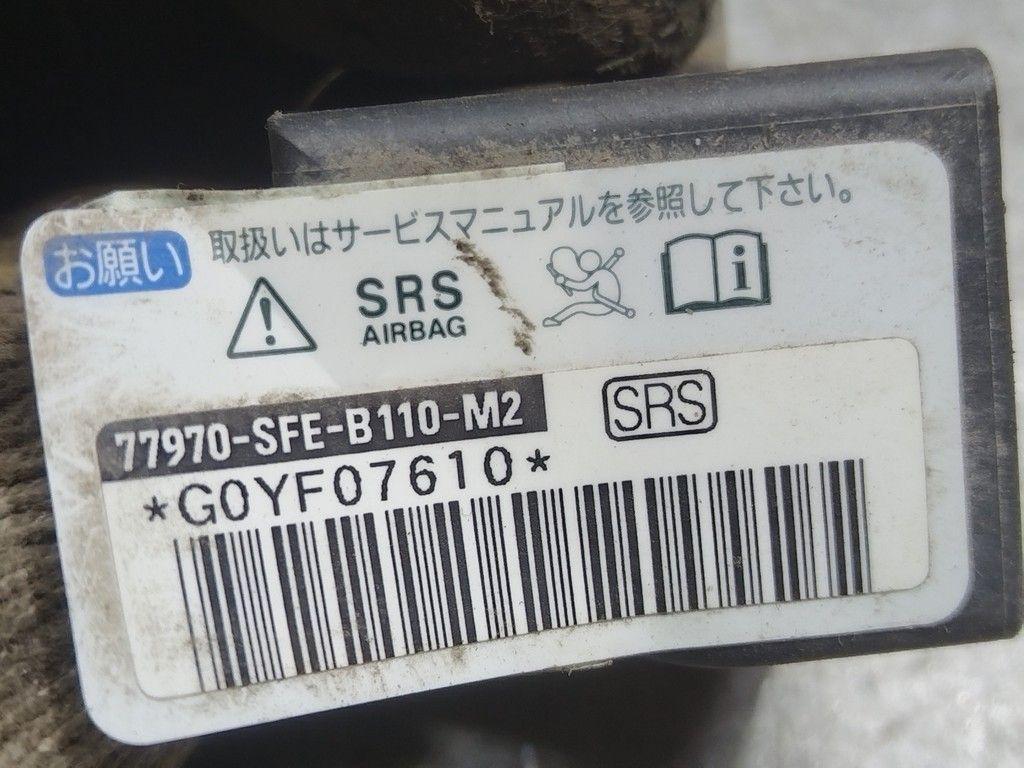 お願い
取扱いはサービスマニュアルを参照して下さい。
SRS
AIRBAG
i
77970-SFE-B110-M2
SRS
*G0YF07610*